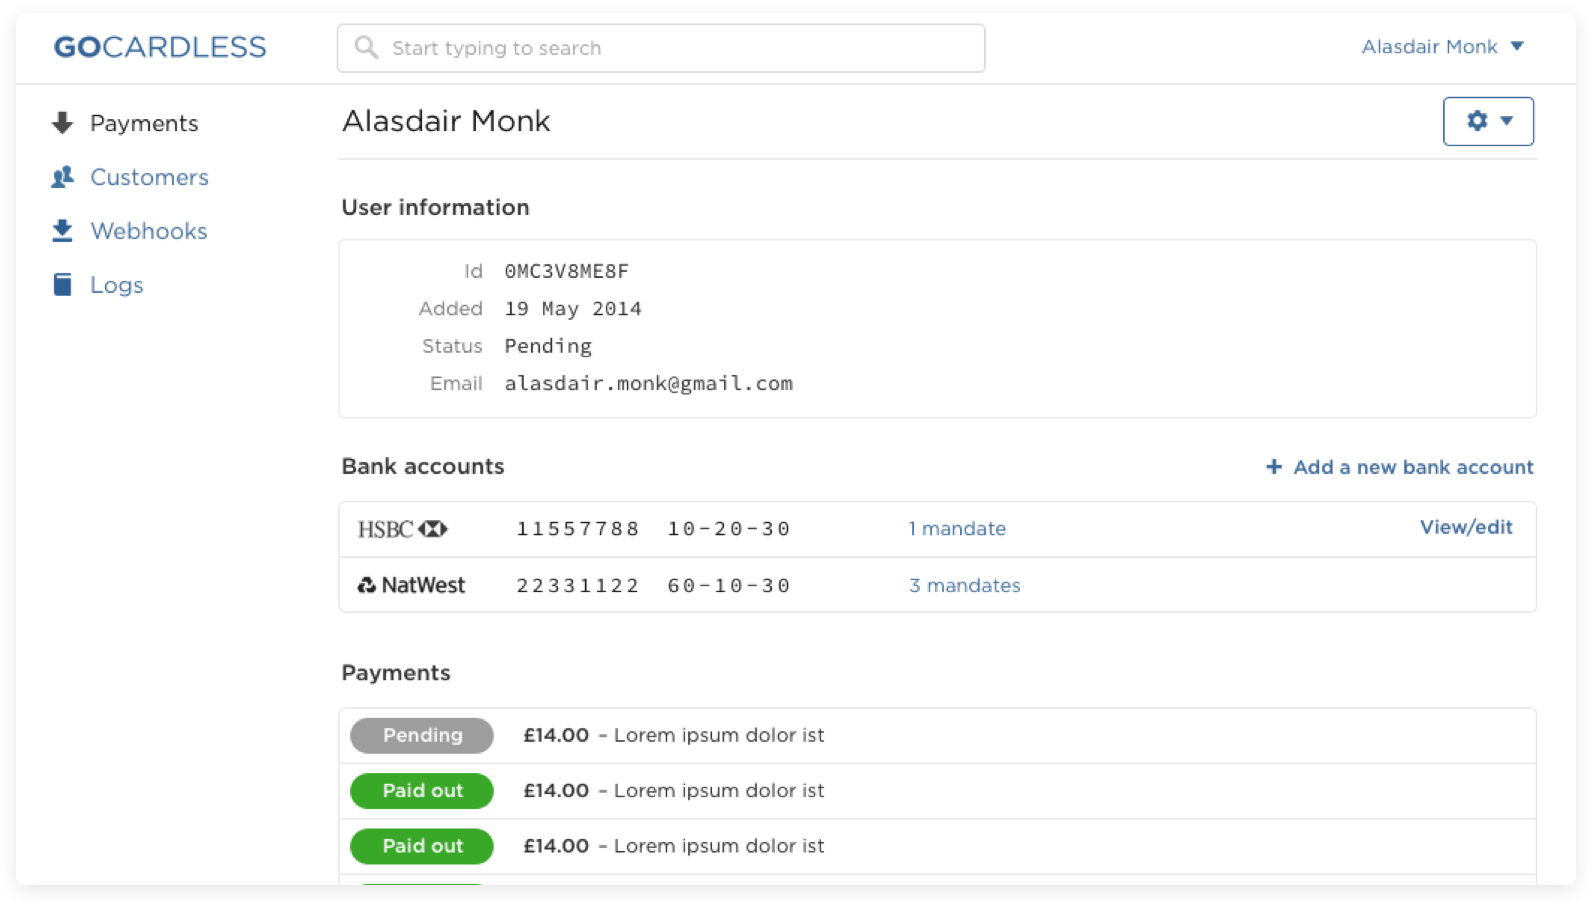 GOCARDLESS
Start typing to search
Alasdair Monk
Payments
Customers
Webhooks
Logs
Alasdair Monk
User information
Id 0MC3V8ME8F
Added 19 May 2014
Status Pending
Email alasdair.monk@gmail.com
Bank accounts
+ Add a new bank account
HSBC 11557788 10-20-30 1 mandate View/edit
NatWest 22331122 60-10-30 3 mandates
Payments
Pending £14.00 – Lorem ipsum dolor ist
Paid out £14.00 – Lorem ipsum dolor ist
Paid out £14.00 – Lorem ipsum dolor ist